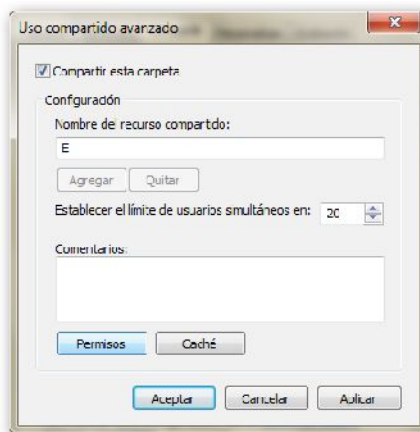 Uso compartido avanzado
Compartir esta carpeta
Configuración
Nombre del recurso compartido:
E
Agregar Quitar
Establecer el límite de usuarios simultáneos en: 20
Comentarios:
Permisos Caché
Aceptar Cancelar Aplicar